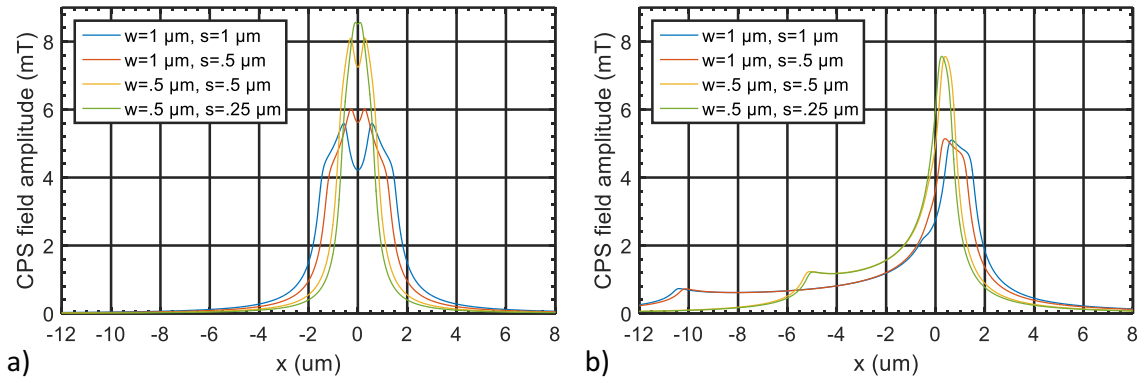 CPS field amplitude (mT)
8
6
4
2
0
w=1 µm, s=1 µm
w=1 µm, s=.5 µm
w=.5 µm, s=.5 µm
w=.5 µm, s=.25 µm
-12 -10 -8 -6 -4 -2 0 2 4 6 8
x (um)
a)
CPS field amplitude (mT)
8
6
4
2
0
w=1 µm, s=1 µm
w=1 µm, s=.5 µm
w=.5 µm, s=.5 µm
w=.5 µm, s=.25 µm
-12 -10 -8 -6 -4 -2 0 2 4 6 8
x (um)
b)